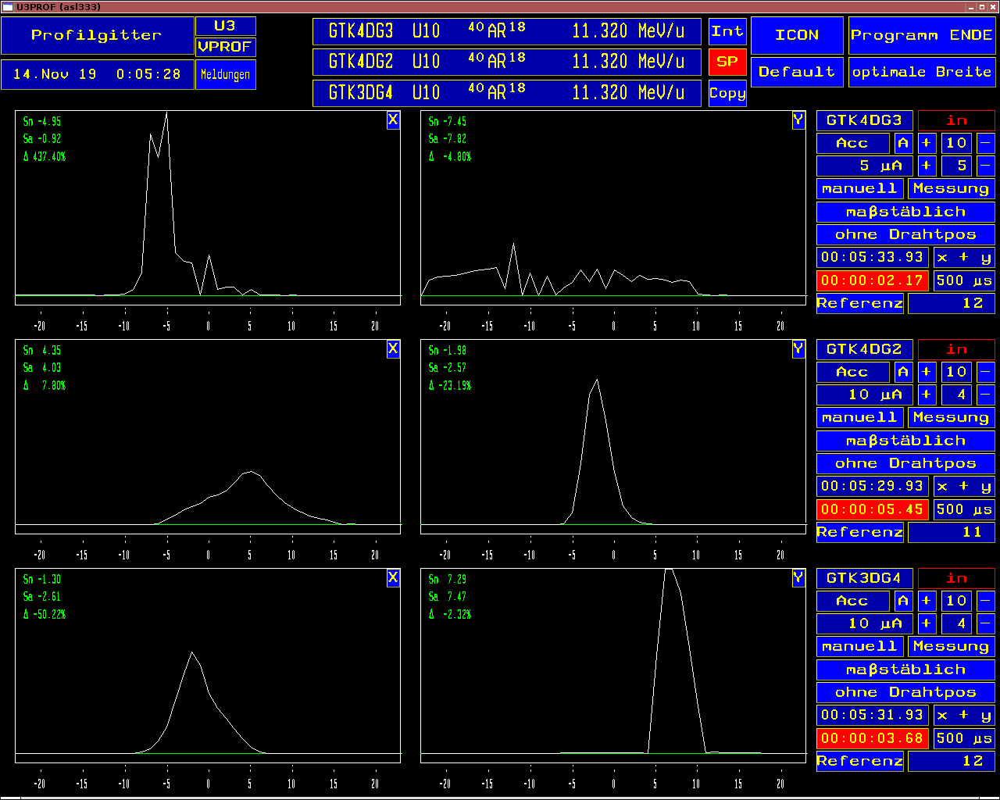 U3PROF (asl333)
Profilgitter
U3
VPROF
14.Nov 19 0:05:28
Meldungen
GTK4DG3 U10 ⁴⁰AR¹⁸ 11.320 MeV/u
GTK4DG2 U10 ⁴⁰AR¹⁸ 11.320 MeV/u
GTK3DG4 U10 ⁴⁰AR¹⁸ 11.320 MeV/u
Int
SP
Copy
ICON
Default
Programm ENDE
optimale Breite
Sn -4.95
Sa -0.92
Δ 437.40%
X
-20 -15 -10 -5 0 5 10 15 20
Sn -7.45
Sa -7.82
Δ -4.80%
Y
-20 -15 -10 -5 0 5 10 15 20
GTK4DG3 in
Acc A + 10 -
5 µA + 5 -
manuell Messung
maßstäblich
ohne Drahtpos
00:05:33.93 x + y
00:00:02.17 500 µs
Referenz 12
Sn 4.35
Sa 4.03
Δ 7.80%
X
-20 -15 -10 -5 0 5 10 15 20
Sn -1.98
Sa -2.57
Δ -23.19%
Y
-20 -15 -10 -5 0 5 10 15 20
GTK4DG2 in
Acc A + 10 -
10 µA + 4 -
manuell Messung
maßstäblich
ohne Drahtpos
00:05:29.93 x + y
00:00:05.45 500 µs
Referenz 11
Sn -1.30
Sa -2.61
Δ -50.22%
X
-20 -15 -10 -5 0 5 10 15 20
Sn 7.29
Sa 7.47
Δ -2.32%
Y
-20 -15 -10 -5 0 5 10 15 20
GTK3DG4 in
Acc A + 10 -
10 µA + 4 -
manuell Messung
maßstäblich
ohne Drahtpos
00:05:31.93 x + y
00:00:03.68 500 µs
Referenz 12